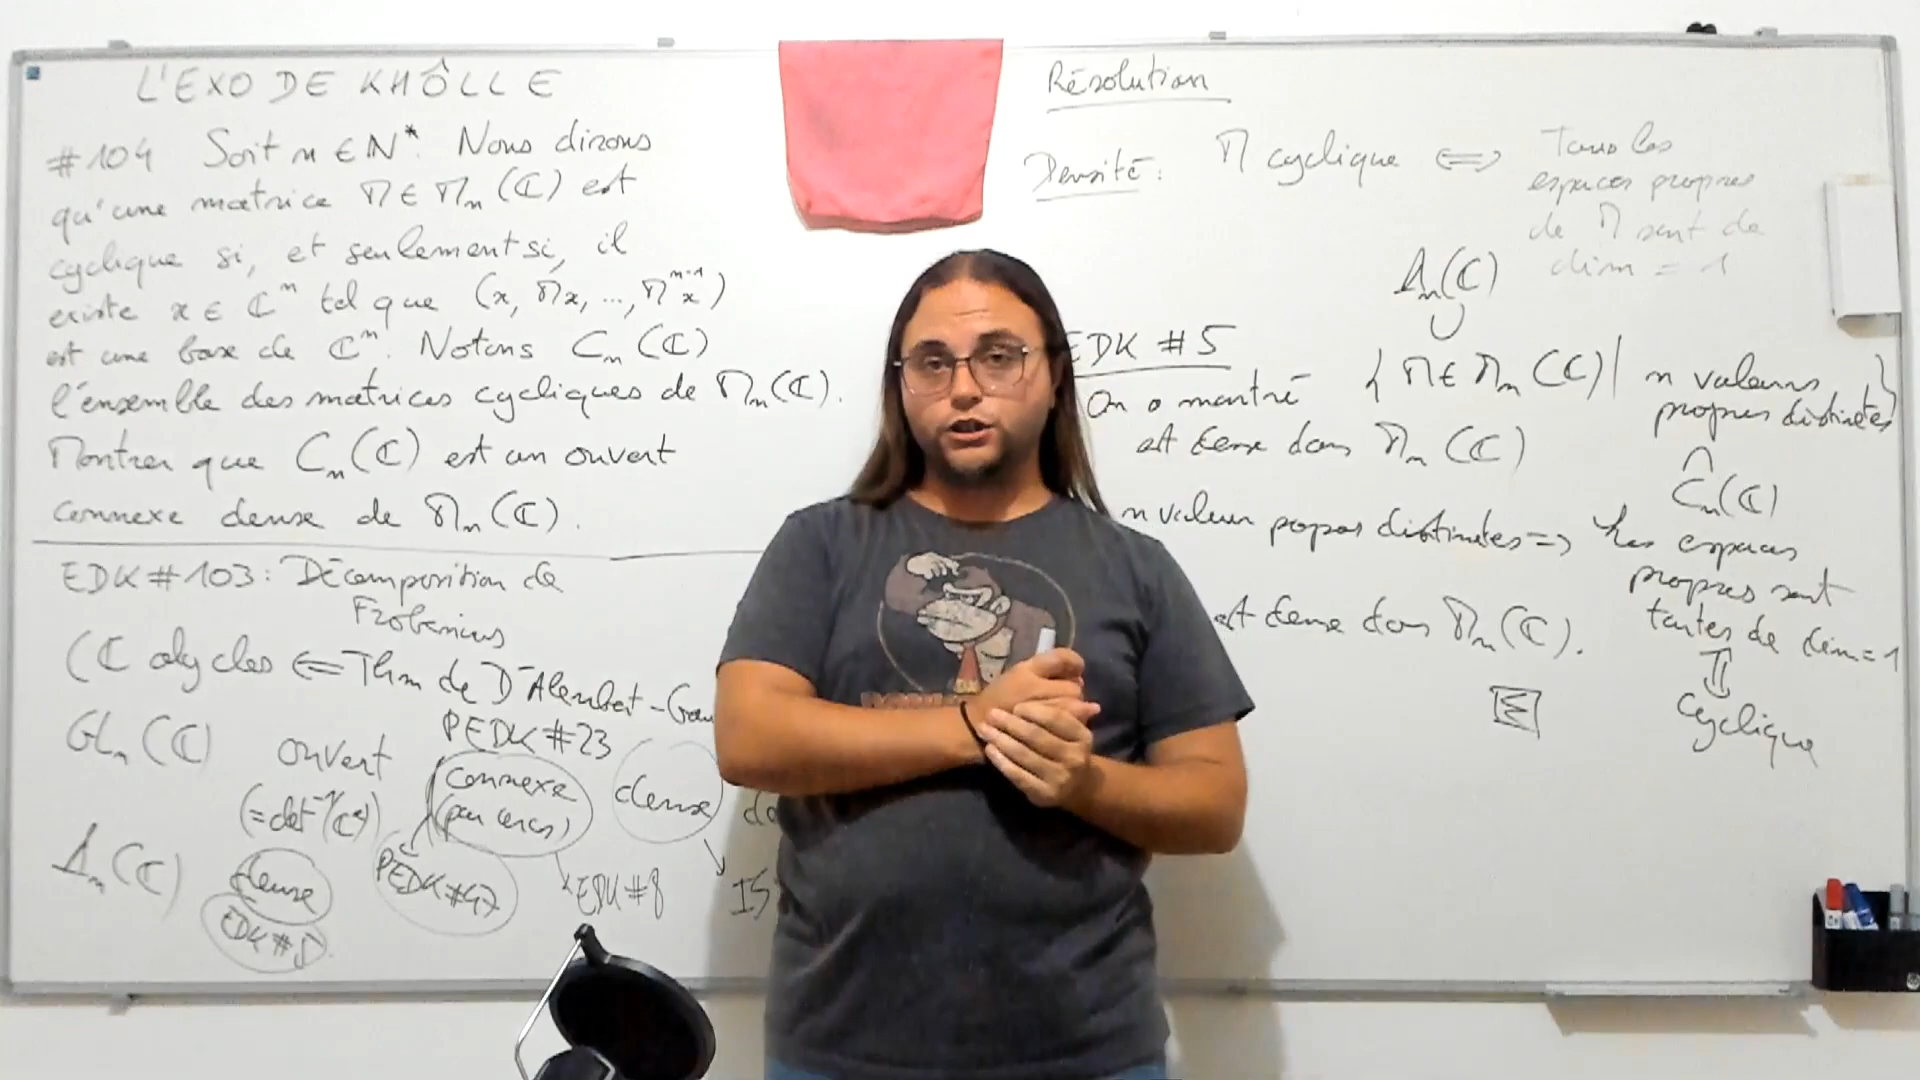 L'EXO DE KHÔLLE
#104 Soit n ∈ ℕ*. Nous dirons
qu'une matrice M ∈ Mₙ(ℂ) est
cyclique si, et seulement si, il
existe x ∈ ℂⁿ tel que (x, Mx, ..., Mⁿ⁻¹x)
est une base de ℂⁿ. Notons Cₙ(ℂ)
l'ensemble des matrices cycliques de Mₙ(ℂ).
Montrer que Cₙ(ℂ) est un ouvert
connexe dense de Mₙ(ℂ).
EDK #103 : Décomposition de
Frobenius
(ℂ alg clos ⇐ Thm de D'Alembert-Gau
PEDK #23
GLₙ(ℂ) ouvert connexe dense
(= det⁻¹(ℂ*)) (par arcs)
Δₙ(ℂ) dense PEDK #47 EDK #8
EDK #5
Résolution
Densité : M cyclique ⟺ Tous les
espaces propres
de M sont de
dim = 1
Δₙ(ℂ)
∪
EDK #5
On a montré {M ∈ Mₙ(ℂ) | n valeurs
propres distinctes}
est dense dans Mₙ(ℂ)
∩
Cₙ(ℂ)
n valeur propres distinctes ⇒ Les espaces
propres sont
toutes de dim = 1
est dense dans Mₙ(ℂ).
⇕
cyclique